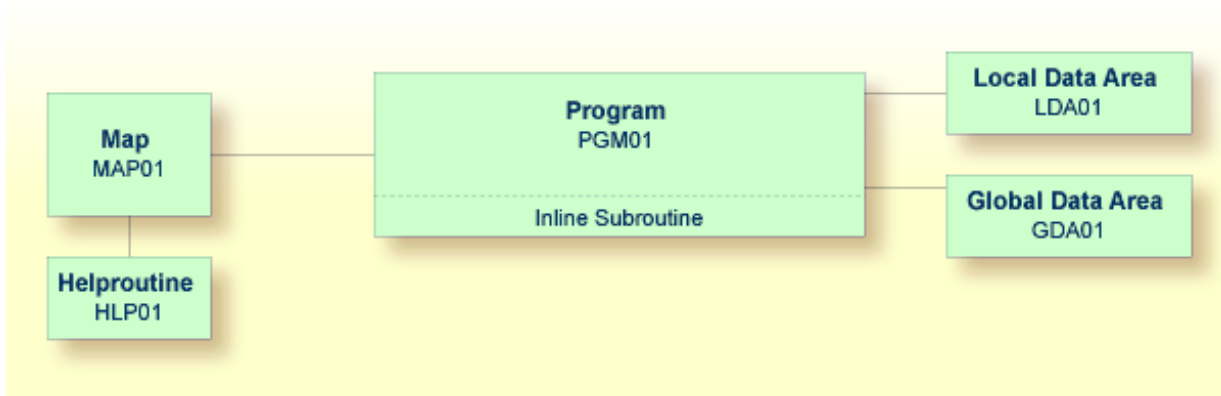 Map
MAP01
Helproutine
HLP01
Program
PGM01
Inline Subroutine
Local Data Area
LDA01
Global Data Area
GDA01